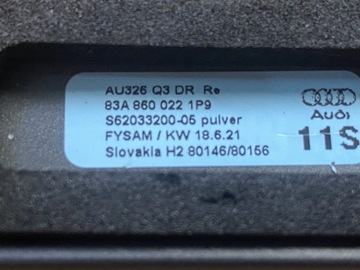 AU326 Q3 DR Re
83A 860 022 1P9
S62033200-05 pulver
FYSAM / KW 18.6.21
Slovakia H2 80146/80156
Audi
11S